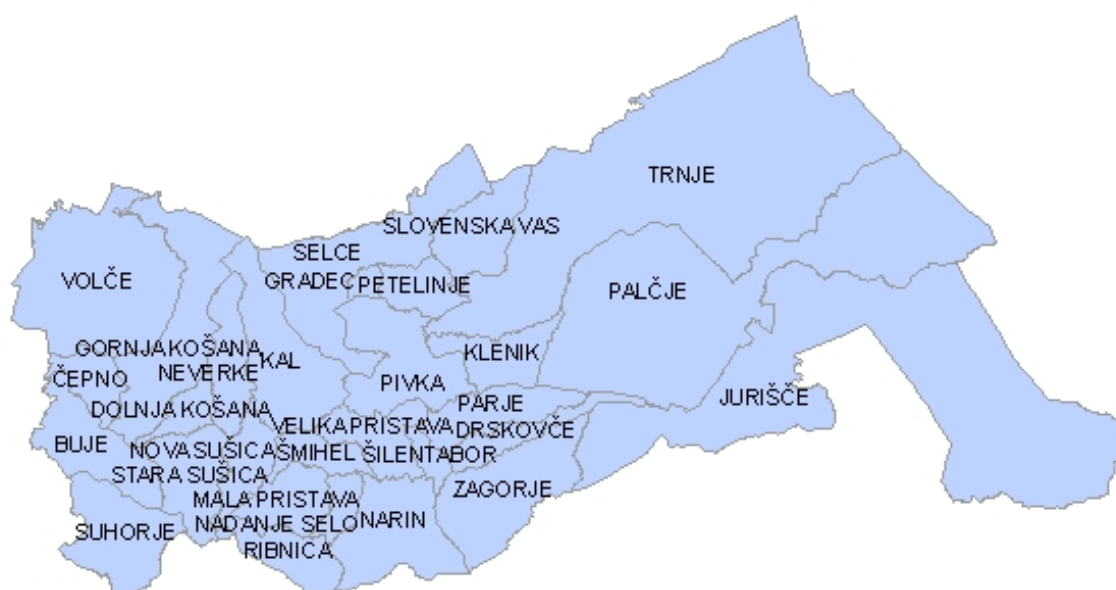 TRNJE
SLOVENSKA VAS
SELCE
VOLČE
GRADEC
PETELINJE
PALČJE
GORNJA KOŠANA
KLENIK
KAL
ČEPNO
NEVERKE
PIVKA
JURIŠČE
DOLNJA KOŠANA
PARJE
VELIKA PRISTAVA
DRSKOVČE
BUJE
NOVA SUŠICA
ŠMIHEL
ŠILENTABOR
STARA SUŠICA
ZAGORJE
MALA PRISTAVA
SUHORJE
NADANJE SELO
NARIN
RIBNICA